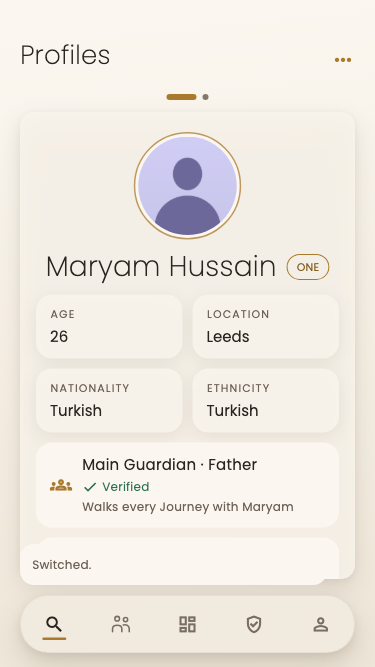 Profiles
Maryam Hussain ONE
AGE
26
LOCATION
Leeds
NATIONALITY
Turkish
ETHNICITY
Turkish
Main Guardian · Father
Verified
Walks every Journey with Maryam
Switched.